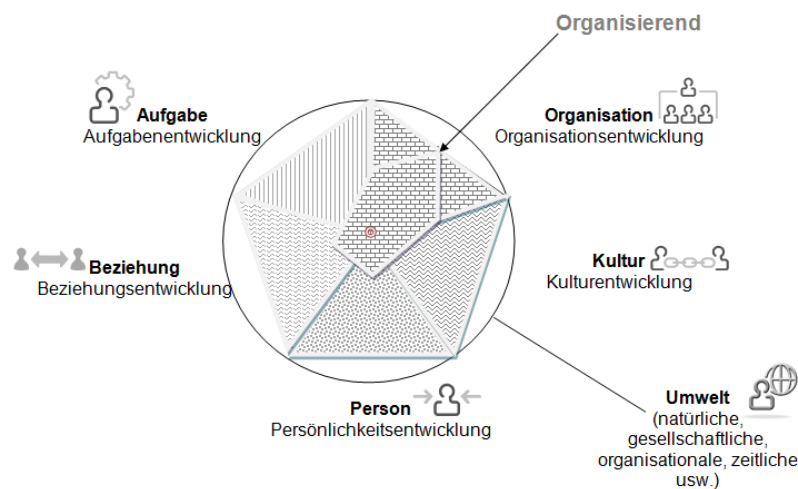 Organisierend
Aufgabe
Aufgabenentwicklung
Organisation
Organisationsentwicklung
Beziehung
Beziehungsentwicklung
Kultur
Kulturentwicklung
Person
Persönlichkeitsentwicklung
Umwelt
(natürliche,
gesellschaftliche,
organisationale, zeitliche
usw.)